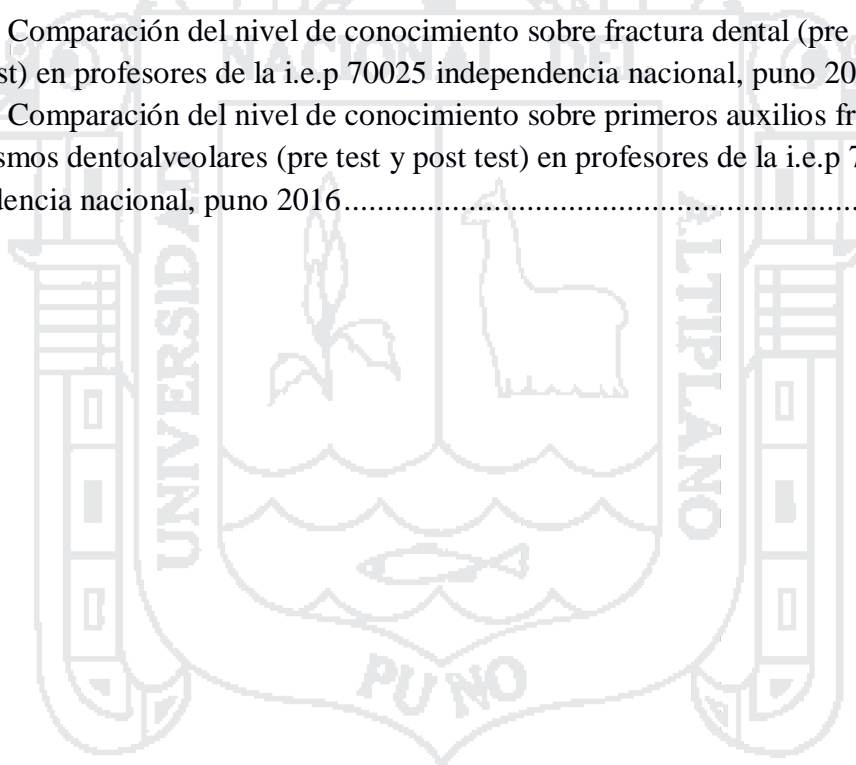 Comparación del nivel de conocimiento sobre fractura dental (pre
st) en profesores de la i.e.p 70025 independencia nacional, puno 20
Comparación del nivel de conocimiento sobre primeros auxilios fr
smos dentoalveolares (pre test y post test) en profesores de la i.e.p 7
dencia nacional, puno 2016................................................................
NACIONAL DEL
UNIVERSIDAD
ALTIPLANO
PUNO